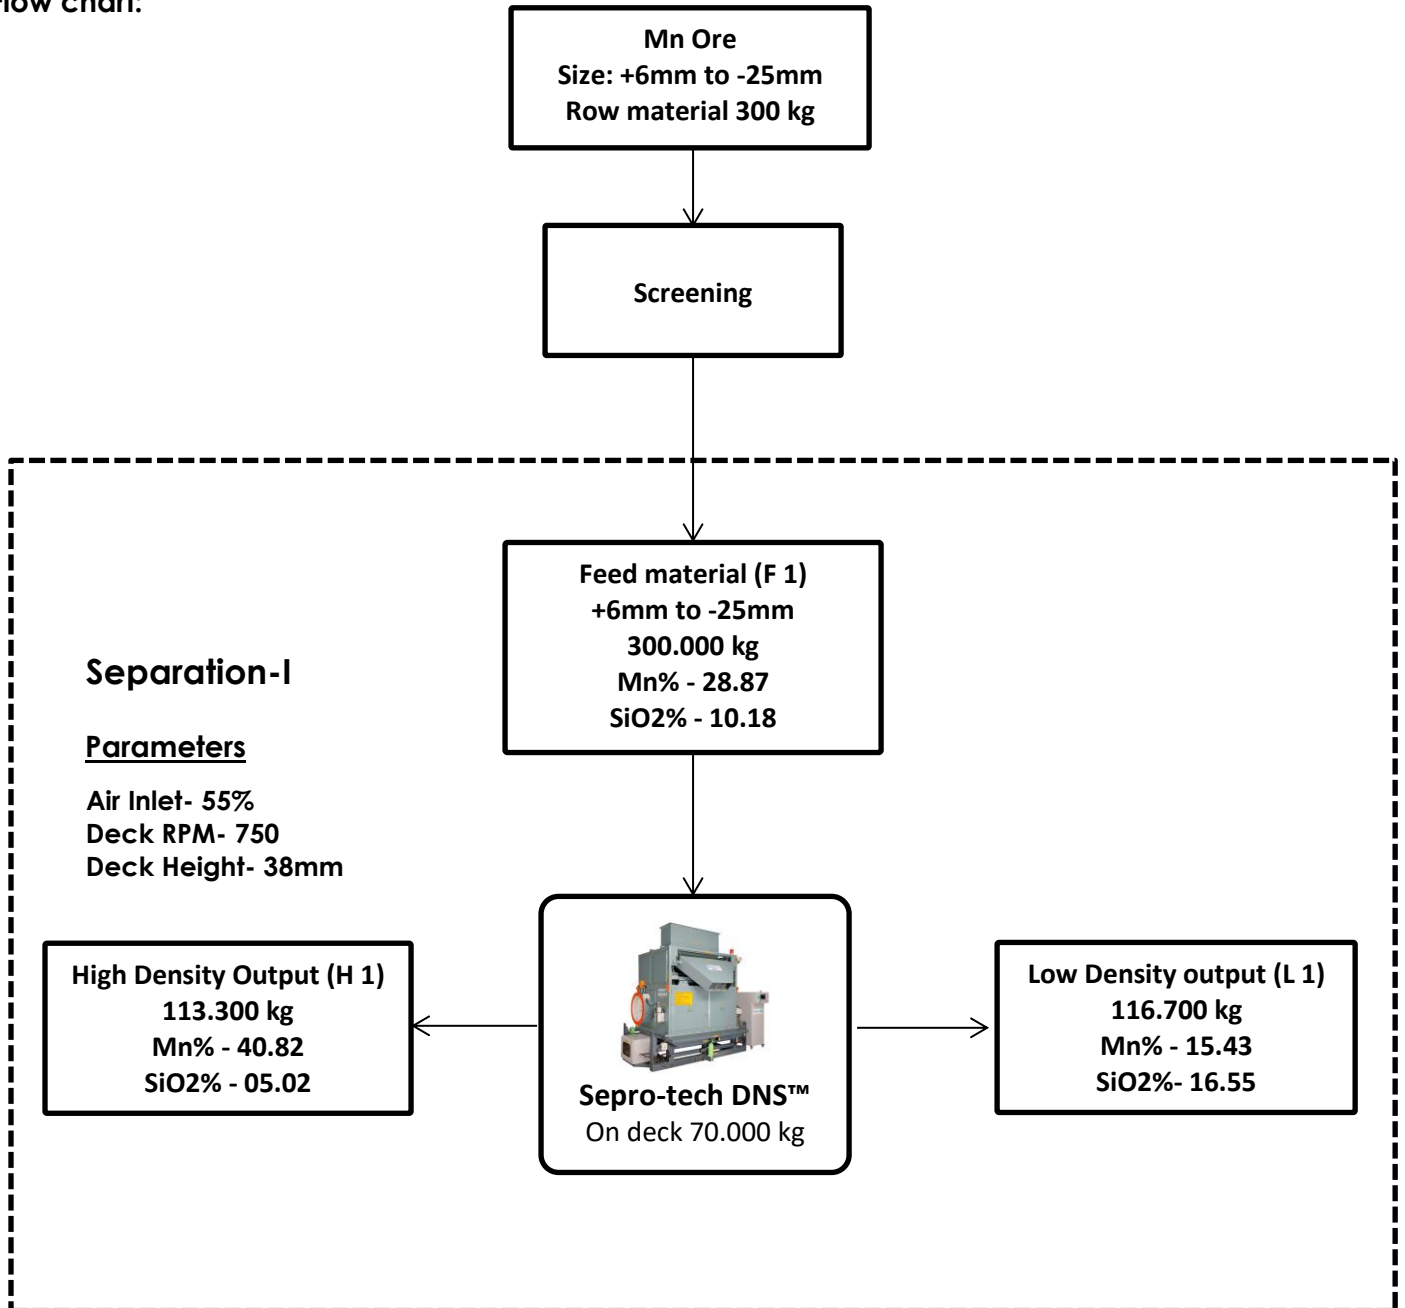 Flow chart:
Mn Ore
Size: +6mm to -25mm
Row material 300 kg
Screening
Feed material (F 1)
+6mm to -25mm
300.000 kg
Mn% - 28.87
SiO2% - 10.18
Separation-I
Parameters
Air Inlet- 55%
Deck RPM- 750
Deck Height- 38mm
High Density Output (H 1)
113.300 kg
Mn% - 40.82
SiO2% - 05.02
Sepro-tech DNS™
On deck 70.000 kg
Low Density output (L 1)
116.700 kg
Mn% - 15.43
SiO2%- 16.55